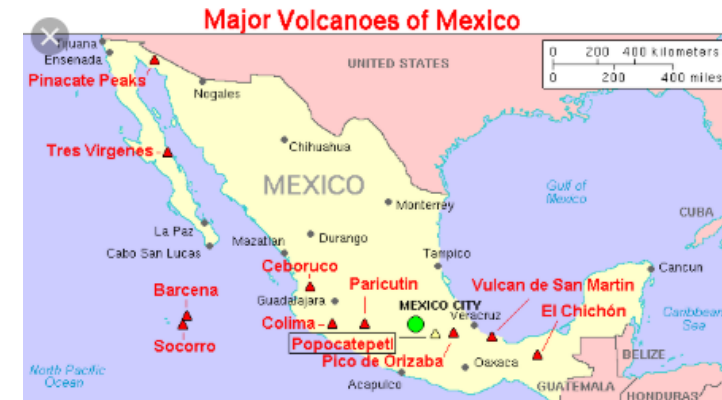 Major Volcanoes of Mexico
Tijuana
Ensenada
Pinacate Peaks
Nogales
UNITED STATES
0 200 400 kilometers
0 200 400 miles
Tres Virgenes
Chihuahua
MEXICO
Monterrey
Gulf of
Mexico
CUBA
La Paz
Cabo San Lucas
Mazatlan
Durango
Tampico
Cancun
Ceboruco
Paricutin
Vulcan de San Martin
Barcena
Guadalajara
MEXICO CITY
Veracruz
El Chichón
Caribbean
Sea
Colima
Socorro
Popocatepetl
Pico de Orizaba
Oaxaca
BELIZE
North Pacific
Ocean
Acapulco
GUATEMALA
HONDURAS